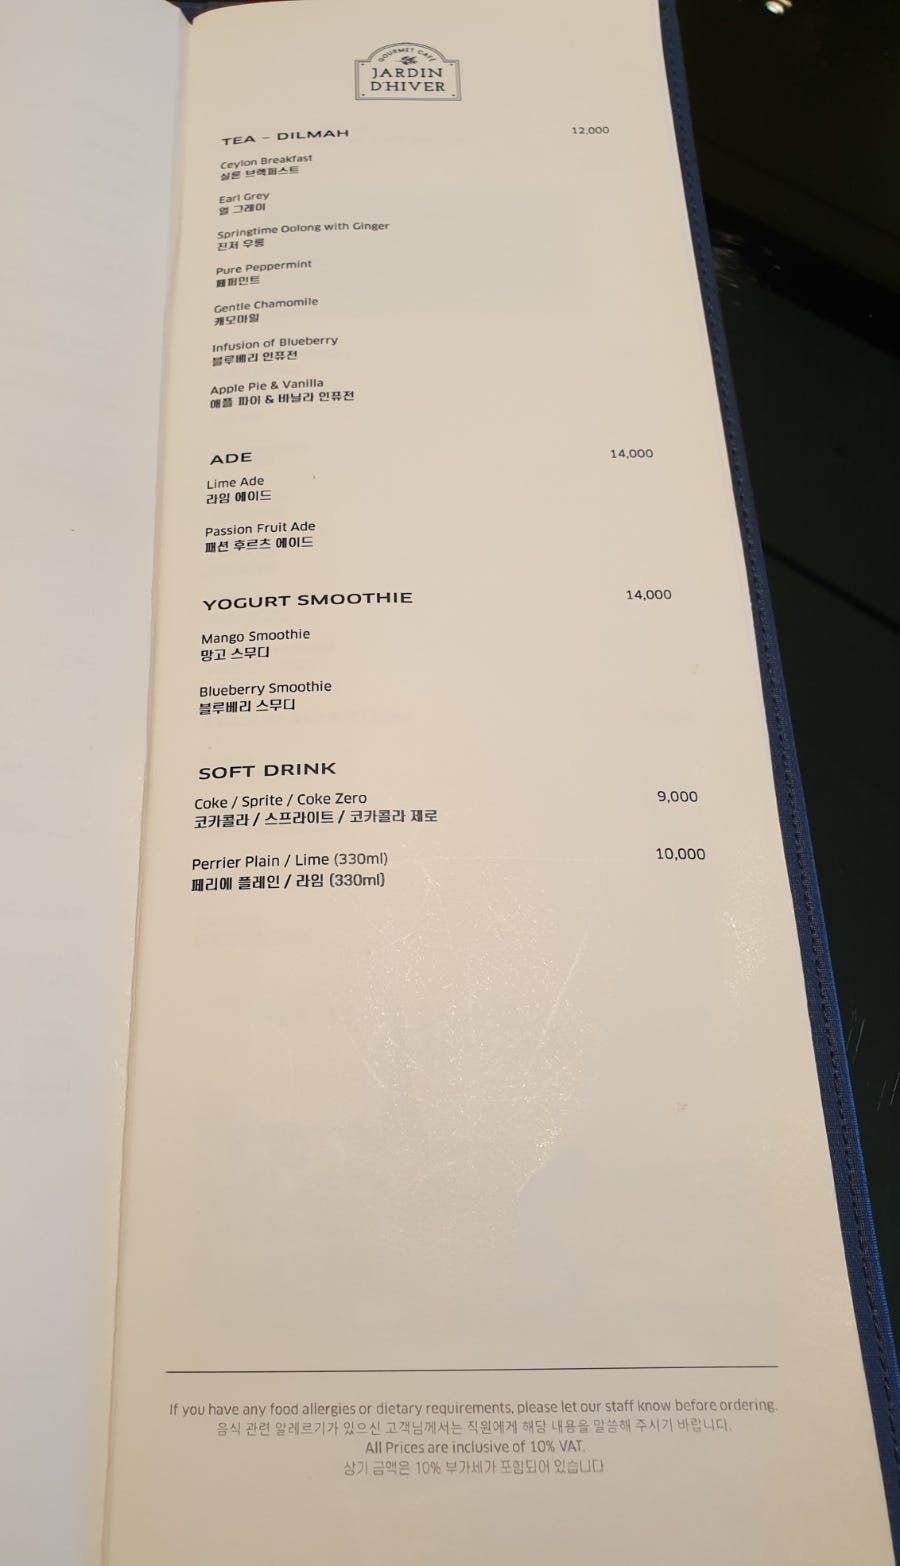 GOURMET CAFE
JARDIN
D'HIVER
TEA - DILMAH 12,000
Ceylon Breakfast
실론 브랙퍼스트
Earl Grey
얼 그레이
Springtime Oolong with Ginger
진저 우롱
Pure Peppermint
페퍼민트
Gentle Chamomile
캐모마일
Infusion of Blueberry
블루베리 인퓨전
Apple Pie & Vanilla
애플 파이 & 바닐라 인퓨전
ADE 14,000
Lime Ade
라임 에이드
Passion Fruit Ade
패션 후르츠 에이드
YOGURT SMOOTHIE 14,000
Mango Smoothie
망고 스무디
Blueberry Smoothie
블루베리 스무디
SOFT DRINK
Coke / Sprite / Coke Zero 9,000
코카콜라 / 스프라이트 / 코카콜라 제로
Perrier Plain / Lime (330ml) 10,000
페리에 플레인 / 라임 (330ml)
If you have any food allergies or dietary requirements, please let our staff know before ordering.
음식 관련 알레르기가 있으신 고객님께서는 직원에게 해당 내용을 말씀해 주시기 바랍니다.
All Prices are inclusive of 10% VAT.
상기 금액은 10% 부가세가 포함되어 있습니다